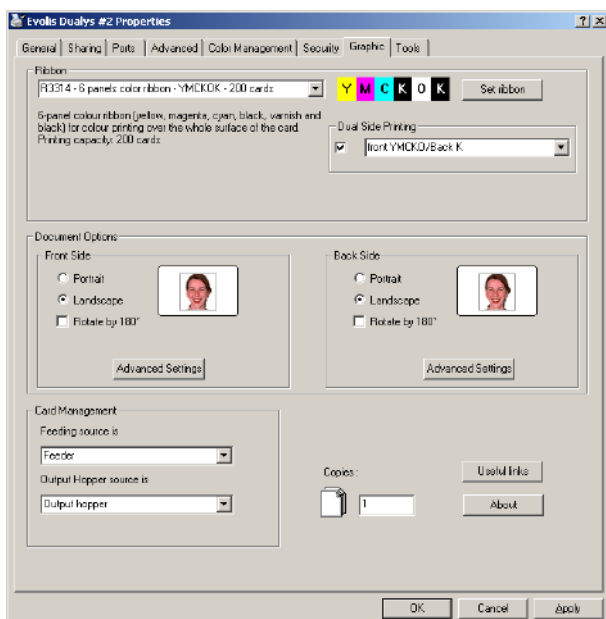 Evolis Dualys #2 Properties
General Sharing Ports Advanced Color Management Security Graphic Tools
Ribbon
R3314 - 6 panels color ribbon - YMCKOK - 200 cards
Y M C K O K
Set ribbon
6-panel colour ribbon (yellow, magenta, cyan, black, varnish and
black) for colour printing over the whole surface of the card.
Printing capacity: 200 cards
Dual Side Printing
front YMCKO/Back K
Document Options
Front Side
Portrait
Landscape
Rotate by 180°
Advanced Settings
Back Side
Portrait
Landscape
Rotate by 180°
Advanced Settings
Card Management
Feeding source is
Feeder
Output Hopper source is
Output hopper
Copies :
1
Useful links
About
OK Cancel Apply